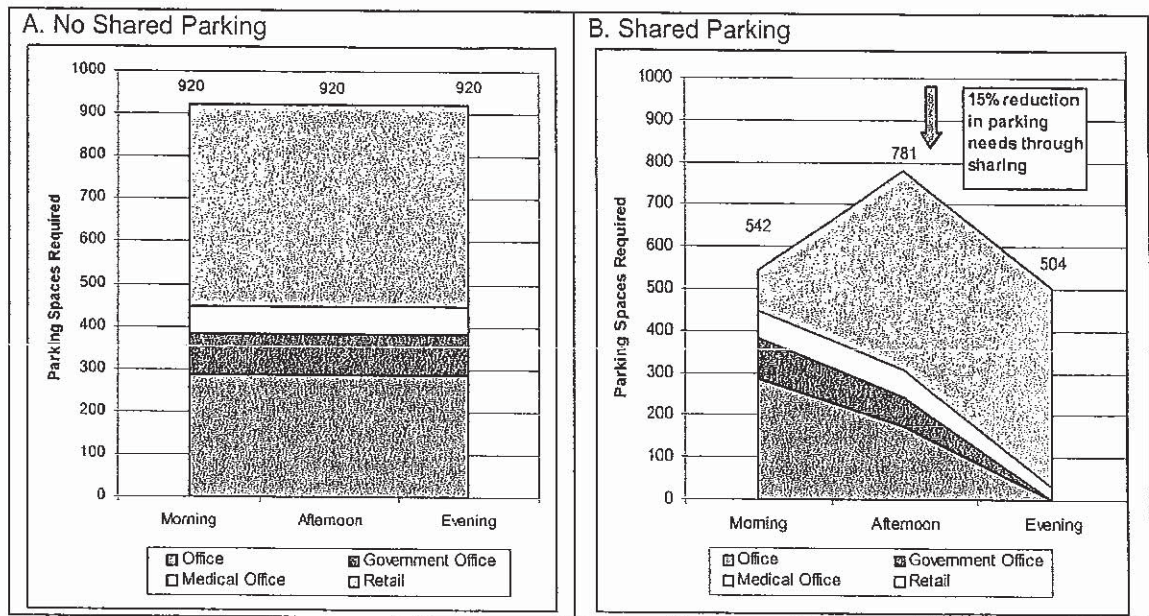 A. No Shared Parking
1000
900
800
700
600
500
400
300
200
100
0
Parking Spaces Required
920
920
920
Morning
Afternoon
Evening
Office
Government Office
Medical Office
Retail
B. Shared Parking
1000
900
800
700
600
500
400
300
200
100
0
Parking Spaces Required
542
781
504
15% reduction
in parking
needs through
sharing
Morning
Afternoon
Evening
Office
Government Office
Medical Office
Retail